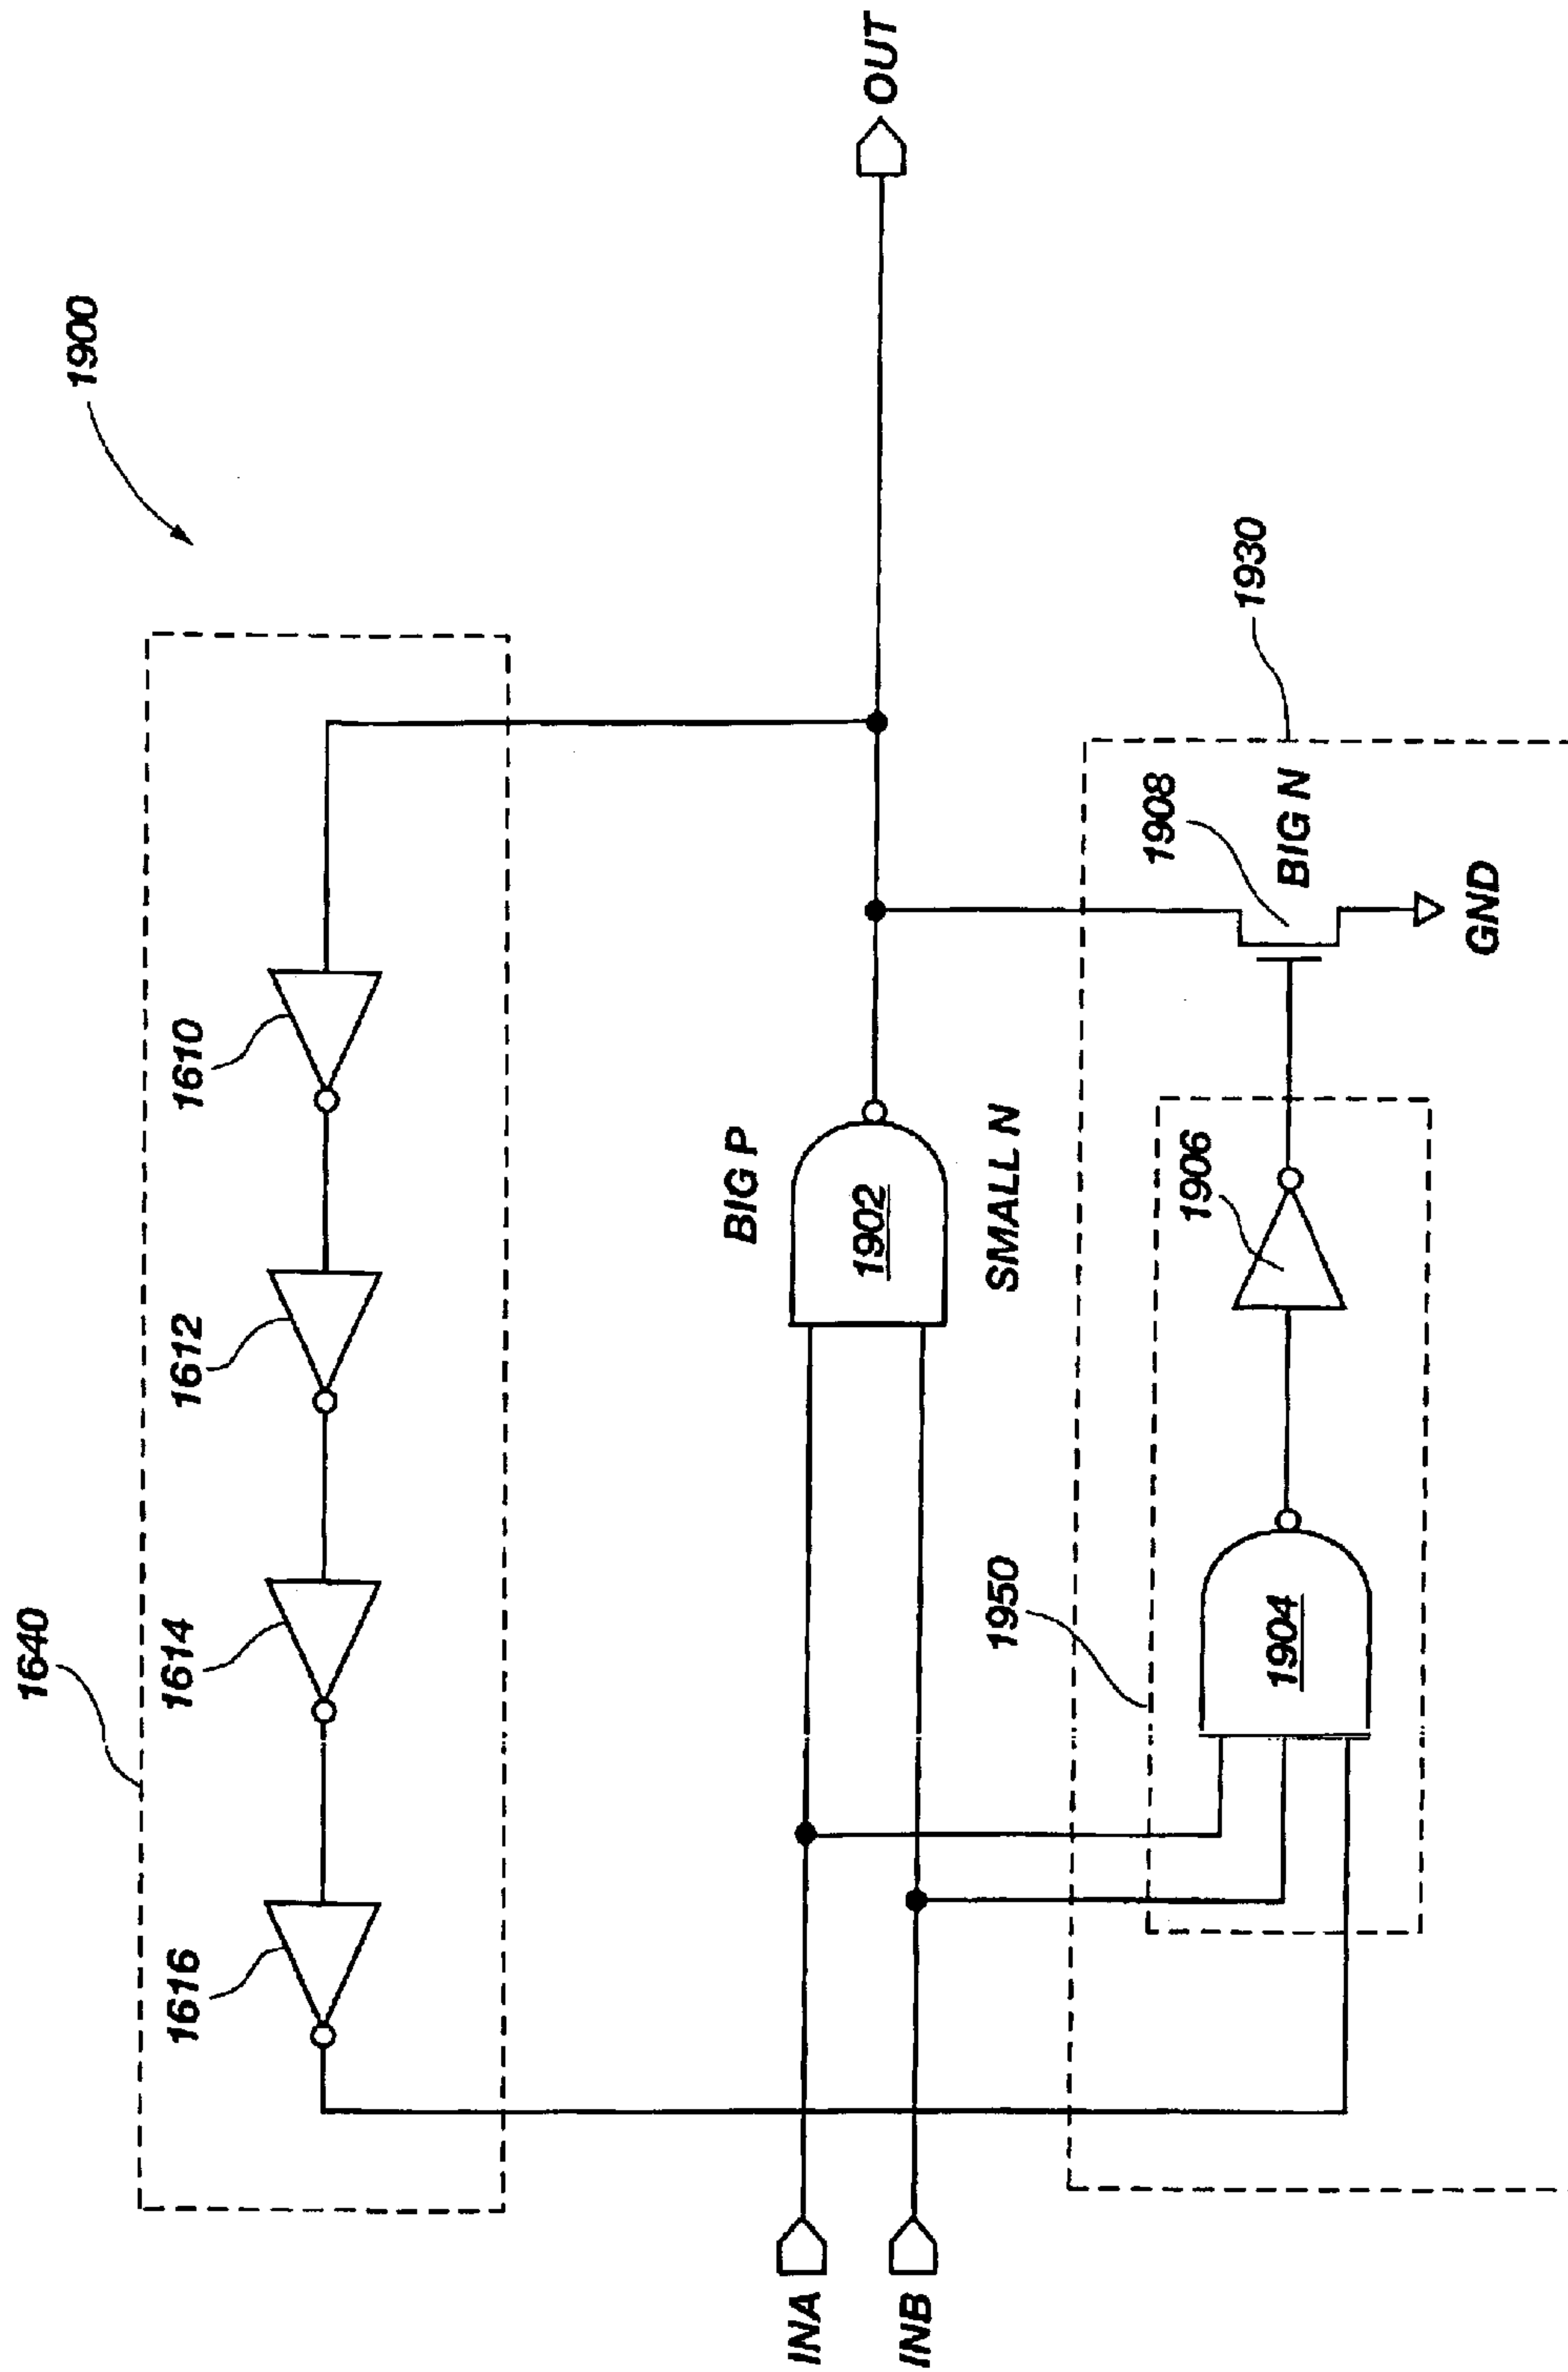 1900
1640
1616
1614
1612
1610
BIG P
1902
SMALL N
INA
INB
OUT
1950
1904
1906
1908
BIG N
1930
GND